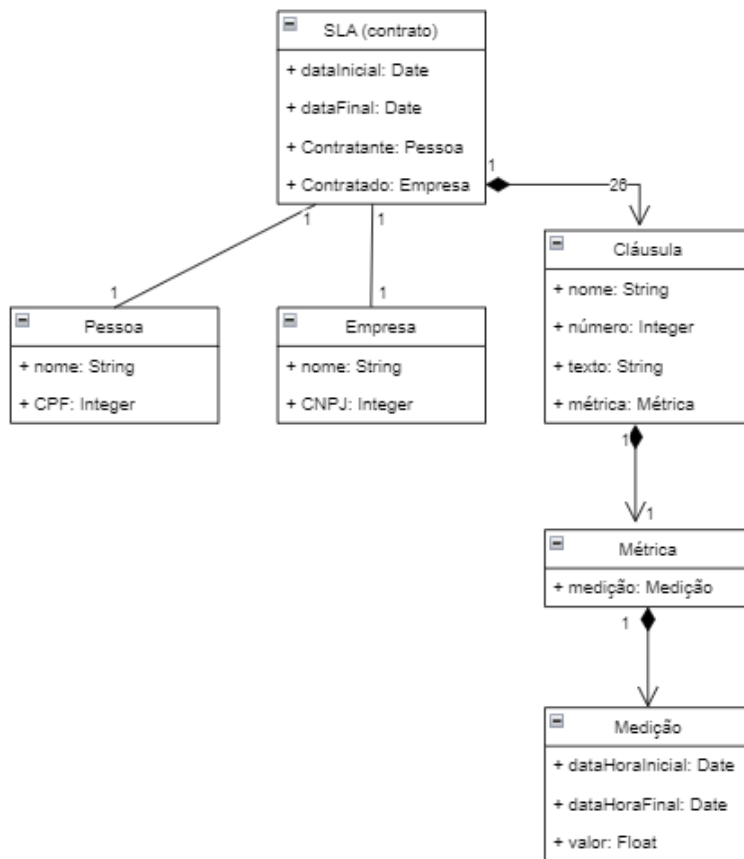 SLA (contrato)
+ dataInicial: Date
+ dataFinal: Date
+ Contratante: Pessoa
+ Contratado: Empresa
1
26
1
1
1
1
Pessoa
+ nome: String
+ CPF: Integer
Empresa
+ nome: String
+ CNPJ: Integer
Cláusula
+ nome: String
+ número: Integer
+ texto: String
+ métrica: Métrica
1
1
Métrica
+ medição: Medição
1
Medição
+ dataHoraInicial: Date
+ dataHoraFinal: Date
+ valor: Float